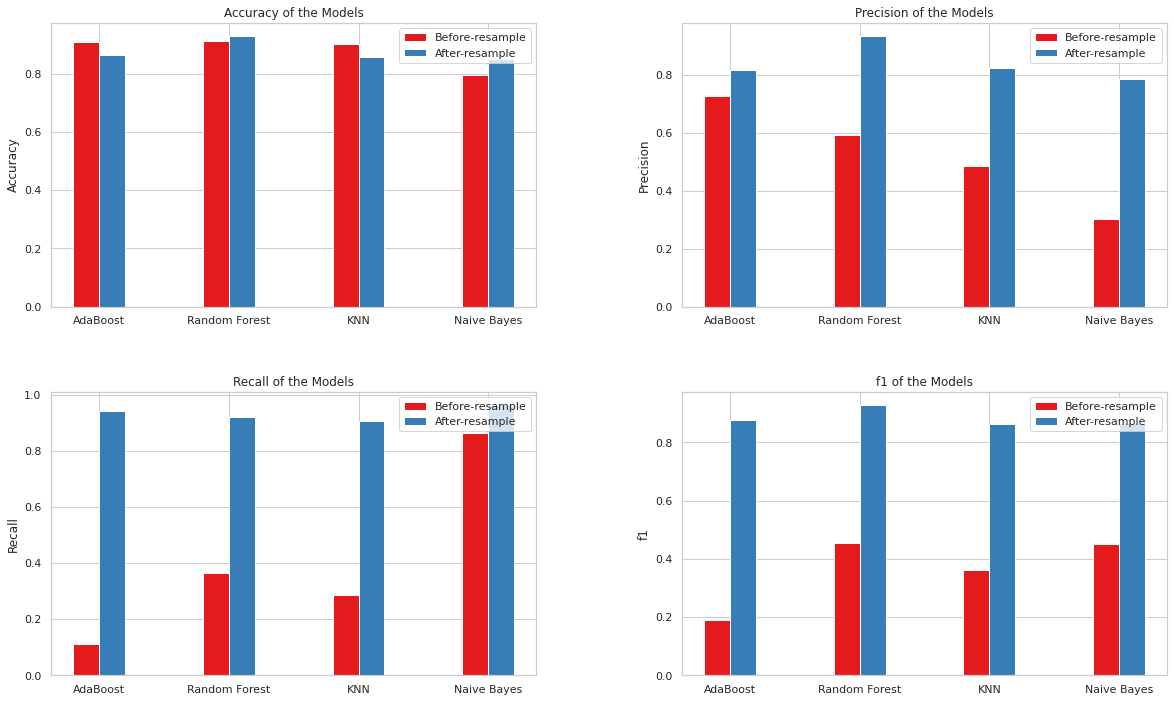 Accuracy of the Models
Before-resample
After-resample
Accuracy
0.8
0.6
0.4
0.2
0.0
AdaBoost Random Forest KNN Naive Bayes
Precision of the Models
Before-resample
After-resample
Precision
0.8
0.6
0.4
0.2
0.0
AdaBoost Random Forest KNN Naive Bayes
Recall of the Models
Before-resample
After-resample
Recall
1.0
0.8
0.6
0.4
0.2
0.0
AdaBoost Random Forest KNN Naive Bayes
f1 of the Models
Before-resample
After-resample
f1
0.8
0.6
0.4
0.2
0.0
AdaBoost Random Forest KNN Naive Bayes